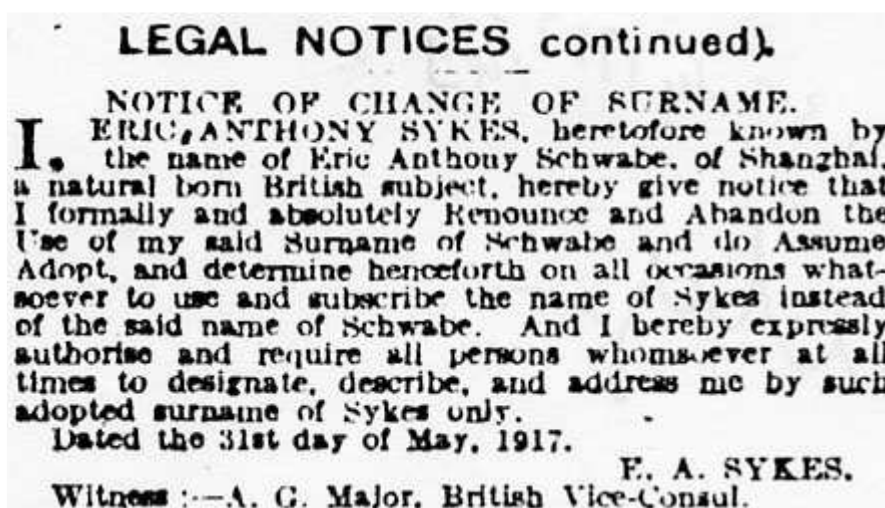 LEGAL NOTICES continued).
NOTICE OF CHANGE OF SURNAME.
I, ERIC ANTHONY SYKES, heretofore known by
the name of Eric Anthony Schwabe, of Shanghai,
a natural born British subject, hereby give notice that
I formally and absolutely Renounce and Abandon the
Use of my said Surname of Schwabe and do Assume
Adopt, and determine henceforth on all occasions what-
soever to use and subscribe the name of Sykes instead
of the said name of Schwabe. And I hereby expressly
authorise and require all persons whomsoever at all
times to designate, describe, and address me by such
adopted surname of Sykes only.
Dated the 31st day of May, 1917.
E. A. SYKES.
Witness :—A. G. Major, British Vice-Consul.